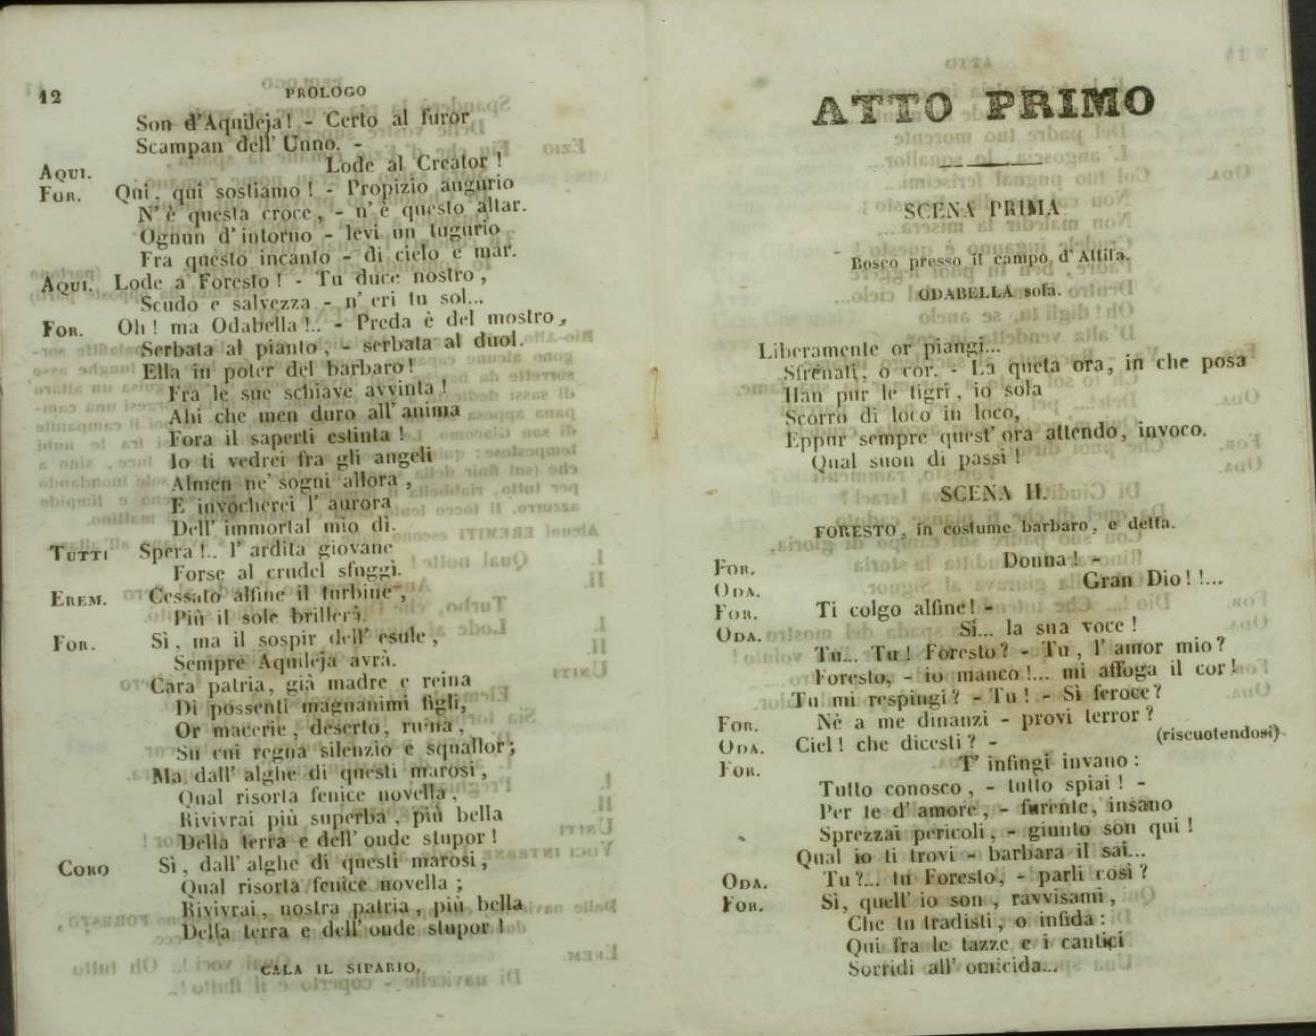 12
PROLOGO
Son d'Aquileja! - Certo al furor
Scampan dell' Unno. -
AQUI. Lode al Creator!
FOR. Qui, qui sostiamo! - Propizio augurio
N' è questa croce, - n' è questo altar.
Ognun d' intorno - levi un tugurio
Fra questo incanto - di cielo e mar.
AQUI. Lode a Foresto! - Tu duce nostro,
Scudo e salvezza - n' eri tu sol...
FOR. Oh! ma Odabella!.. - Preda è del mostro,
Serbata al pianto, - serbata al duol.
Ella in poter del barbaro!
Fra le sue schiave avvinta!
Ahi che men duro all' anima
Fora il saperti estinta!
Io ti vedrei fra gli angeli
Almen ne' sogni allora,
E invocherei l' aurora
Dell' immortal mio dì.
TUTTI Spera!.. l' ardita giovane
Forse al crudel sfuggì.
EREM. Cessato alfine il turbine,
Più il sole brillerà.
FOR. Sì, ma il sospir dell' esule,
Sempre Aquileja avrà.
Cara patria, già madre e reina
Di possenti magnanimi figli,
Or macerie, deserto, ruina,
Su cui regna silenzio e squallor;
Ma dall' alghe di questi marosi,
Qual risorta fenice novella,
Rivivrai più superba, più bella
Della terra e dell' onde stupor!
CORO Sì, dall' alghe di questi marosi,
Qual risorta fenice novella;
Rivivrai, nostra patria, più bella
Della terra e dell' onde stupor!
CALA IL SIPARIO.
ATTO PRIMO
SCENA PRIMA
Bosco presso il campo d' Attila.
ODABELLA sola.
Liberamente or piangi...
Sfrenati, o cor. - La queta ora, in che posa
Han pur le tigri, io sola
Scorro di loco in loco,
Eppur sempre quest' ora attendo, invoco.
Qual suon di passi!
SCENA II.
FORESTO, in costume barbaro, e detta.
FOR. Donna! -
ODA. Gran Dio!!...
FOR. Ti colgo alfine! -
ODA. Sì... la sua voce!
Tu... Tu! Foresto? - Tu, l' amor mio?
Foresto, - io manco!... mi affoga il cor!
Tu mi respingi? - Tu! - Sì feroce?
FOR. Nè a me dinanzi - provi terror?
ODA. Ciel! che dicesti? - (riscuotendosi)
FOR. T' infingi invano:
Tutto conosco, - tutto spiai! -
Per te d' amore, - furente, insano
Sprezzai pericoli, - giunto son qui!
Qual io ti trovi - barbara il sai...
ODA. Tu?... tu Foresto, - parli così?
FOR. Sì, quell' io son, ravvisami,
Che tu tradisti, o infida:
Qui fra le tazze e i cantici
Sorridi all' omicida...